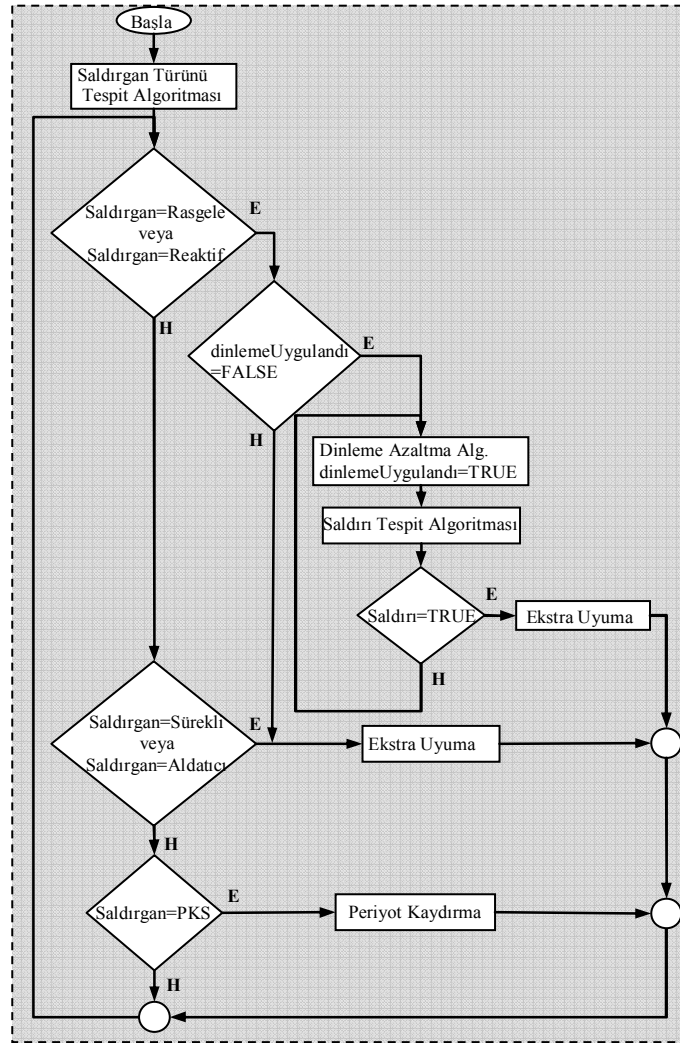 Başla
Saldırgan Türünü
Tespit Algoritması
Saldırgan=Rasgele
veya
Saldırgan=Reaktif
E
H
dinlemeUygulandı
=FALSE
E
H
Dinleme Azaltma Alg.
dinlemeUygulandı=TRUE
Saldırı Tespit Algoritması
Saldırı=TRUE
E
Ekstra Uyuma
H
Saldırgan=Sürekli
veya
Saldırgan=Aldatıcı
E
Ekstra Uyuma
H
Saldırgan=PKS
E
Periyot Kaydırma
H